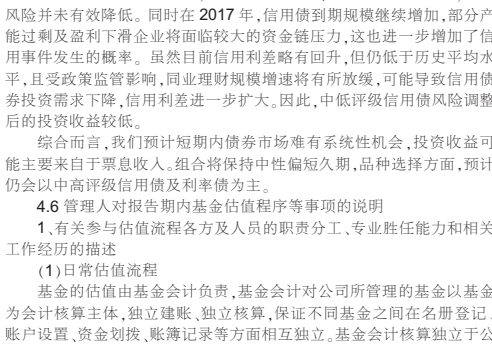 风险并未有效降低。同时在 2017 年,信用债到期规模继续增加,部分产
能过剩及盈利下滑企业将面临较大的资金链压力,这也进一步增加了信
用事件发生的概率。虽然目前信用利差略有回升,但仍低于历史平均水
平,且受政策监管影响,同业理财规模增速将有所放缓,可能导致信用债
券投资需求下降,信用利差进一步扩大。因此,中低评级信用债风险调整
后的投资收益较低。
综合而言,我们预计短期内债券市场难有系统性机会,投资收益可
能主要来自于票息收入。组合将保持中性偏短久期,品种选择方面,预计
仍会以中高评级信用债及利率债为主。
4.6 管理人对报告期内基金估值程序等事项的说明
1、有关参与估值流程各方及人员的职责分工、专业胜任能力和相关
工作经历的描述
(1)日常估值流程
基金的估值由基金会计负责,基金会计对公司所管理的基金以基金
为会计核算主体,独立建账、独立核算,保证不同基金之间在名册登记、
账户设置、资金划拨、账簿记录等方面相互独立。基金会计核算独立于公